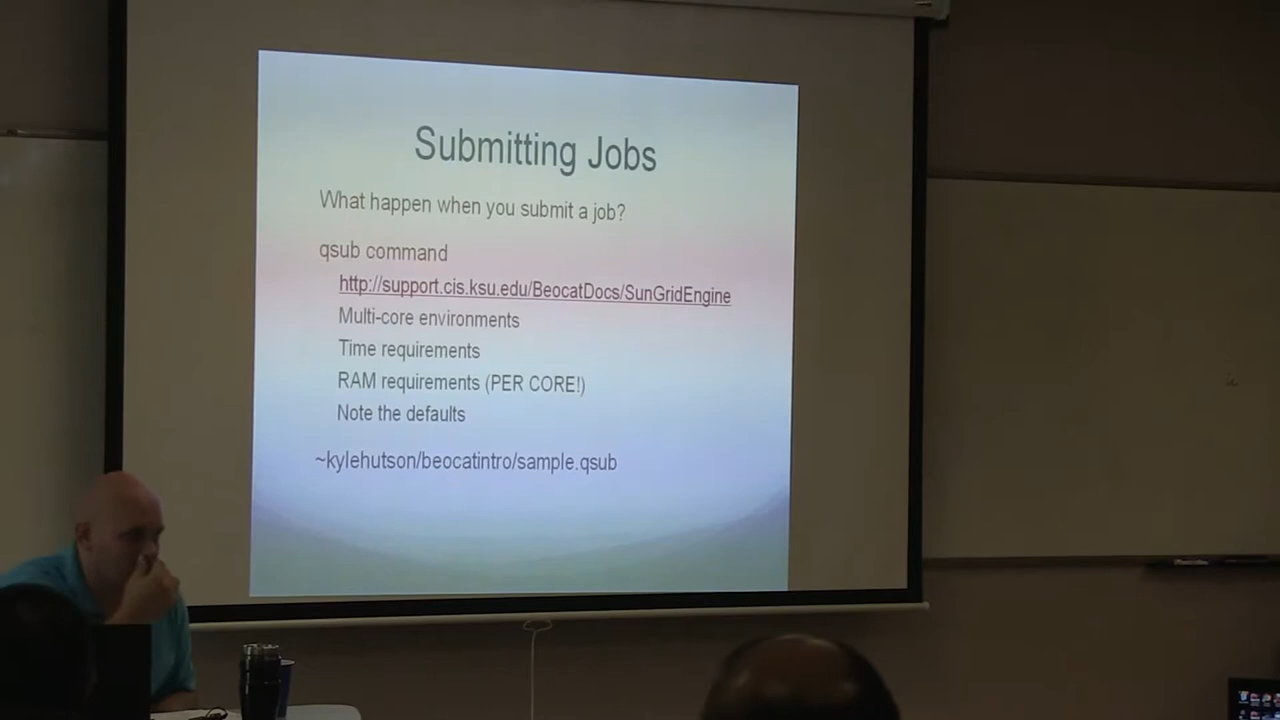 Submitting Jobs
What happen when you submit a job?
qsub command
http://support.cis.ksu.edu/BeocatDocs/SunGridEngine
Multi-core environments
Time requirements
RAM requirements (PER CORE!)
Note the defaults
~kylehutson/beocatintro/sample.qsub